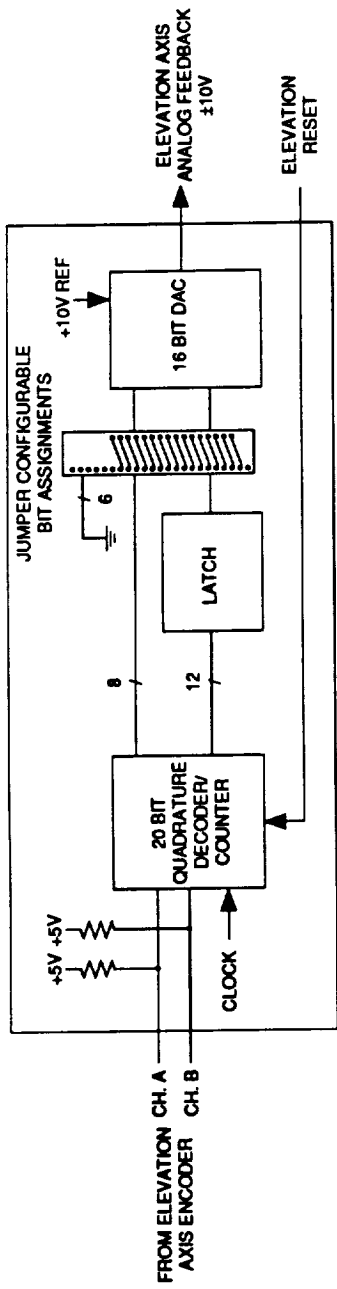 FROM ELEVATION
AXIS ENCODER
CH. A
CH. B
+5V +5V
CLOCK
20 BIT
QUADRATURE
DECODER/
COUNTER
8
12
LATCH
JUMPER CONFIGURABLE
BIT ASSIGNMENTS
6
+10V REF
16 BIT DAC
ELEVATION AXIS
ANALOG FEEDBACK
±10V
ELEVATION
RESET